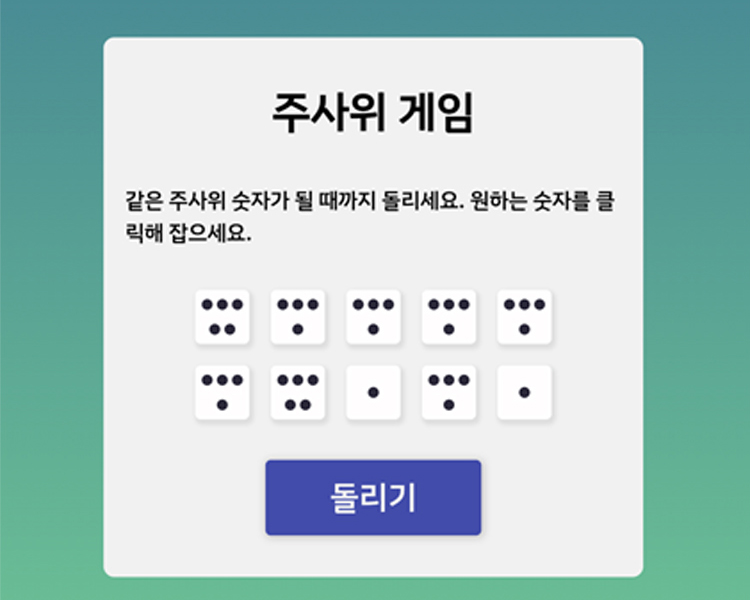 주사위 게임
같은 주사위 숫자가 될 때까지 돌리세요. 원하는 숫자를 클
릭해 잡으세요.
돌리기